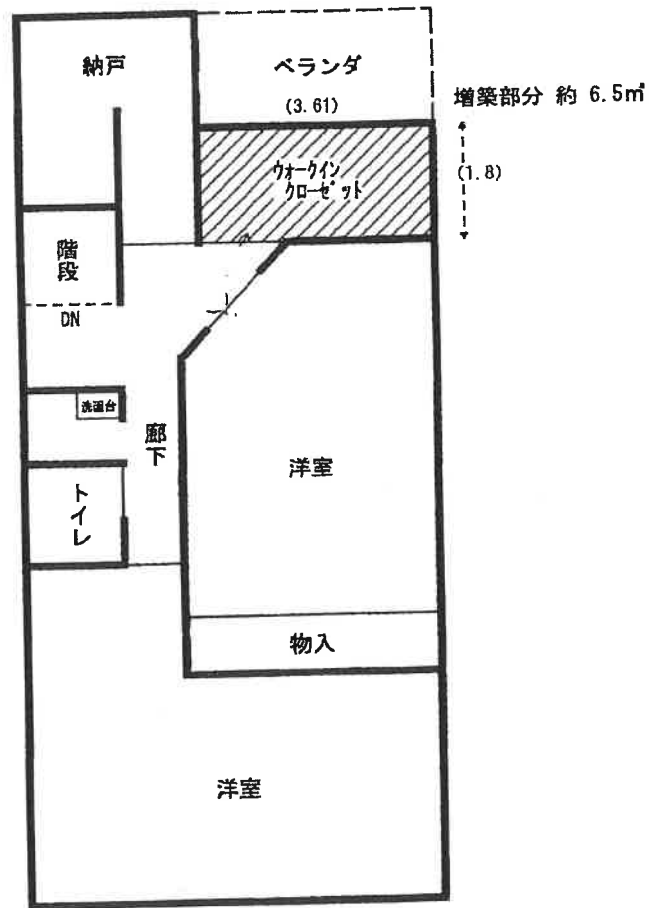 納戸
ベランダ
(3.61)
増築部分 約 6.5㎡
ウォークイン
クローゼット
(1.8)
階段
DN
洗面台
廊下
洋室
トイレ
物入
洋室